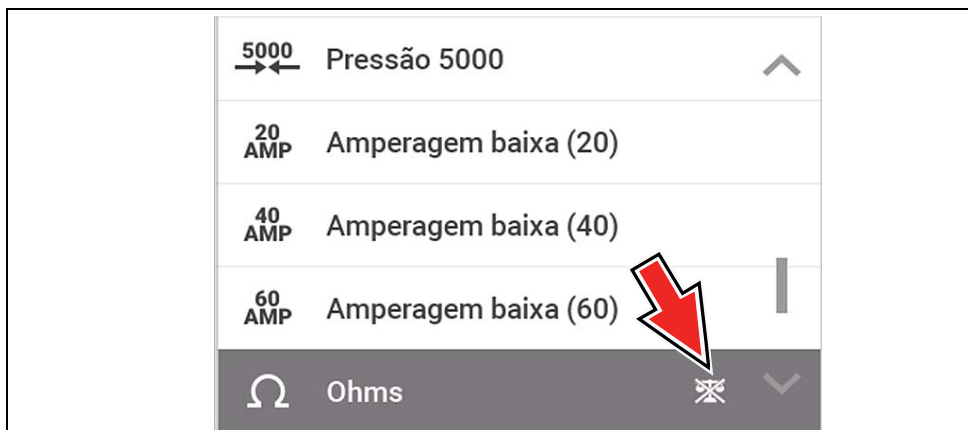 5000 Pressão 5000
20
AMP Amperagem baixa (20)
40
AMP Amperagem baixa (40)
60
AMP Amperagem baixa (60)
Ω Ohms